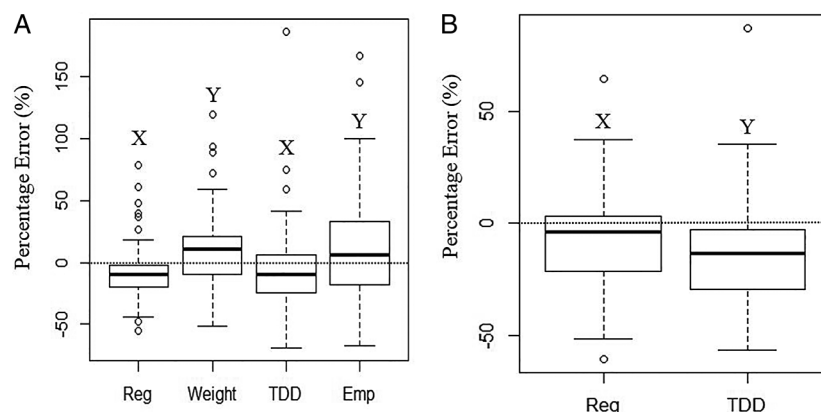 A
Percentage Error (%)
150
100
50
0
-50
X
Y
X
Y
Reg
Weight
TDD
Emp
B
Percentage Error (%)
50
0
-50
X
Y
Reg
TDD